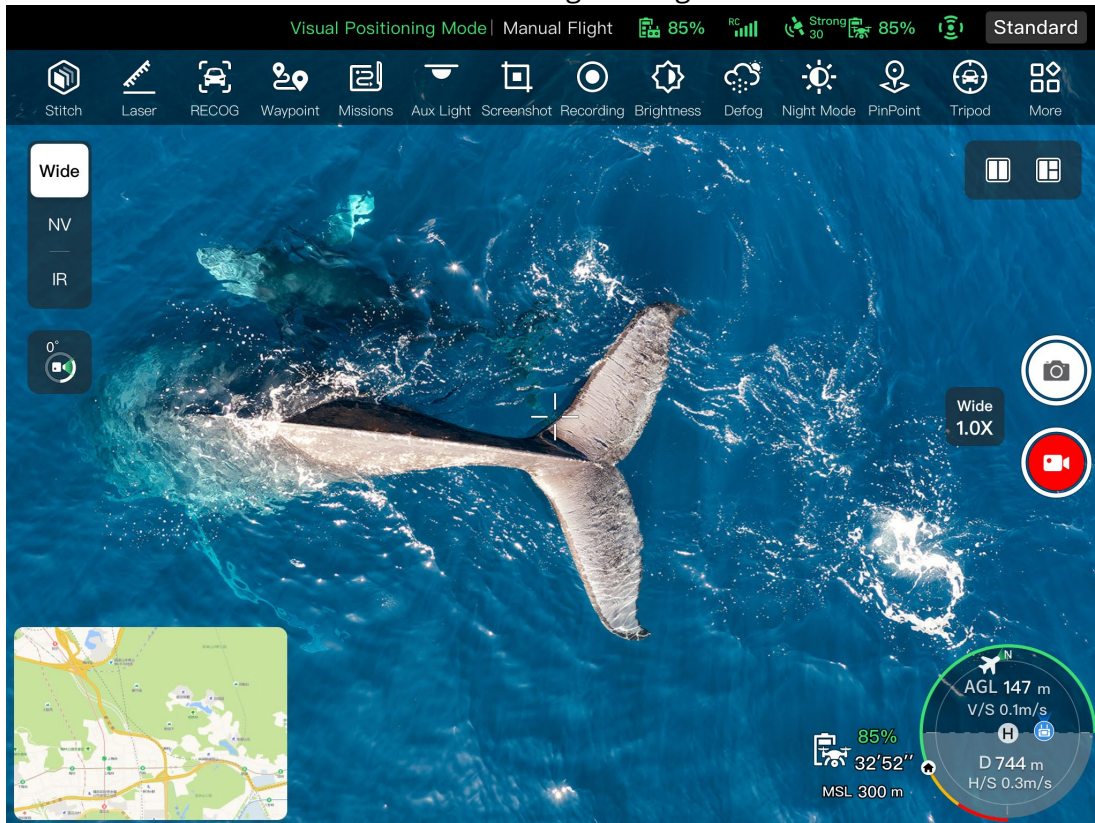 Visual Positioning Mode | Manual Flight 85% RC Strong 30 85% Standard
Stitch Laser RECOG Waypoint Missions Aux Light Screenshot Recording Brightness Defog Night Mode PinPoint Tripod More
Wide
NV
IR
0°
Wide
1.0X
N
AGL 147 m
V/S 0.1m/s
H
D 744 m
H/S 0.3m/s
85%
32'52''
MSL 300 m